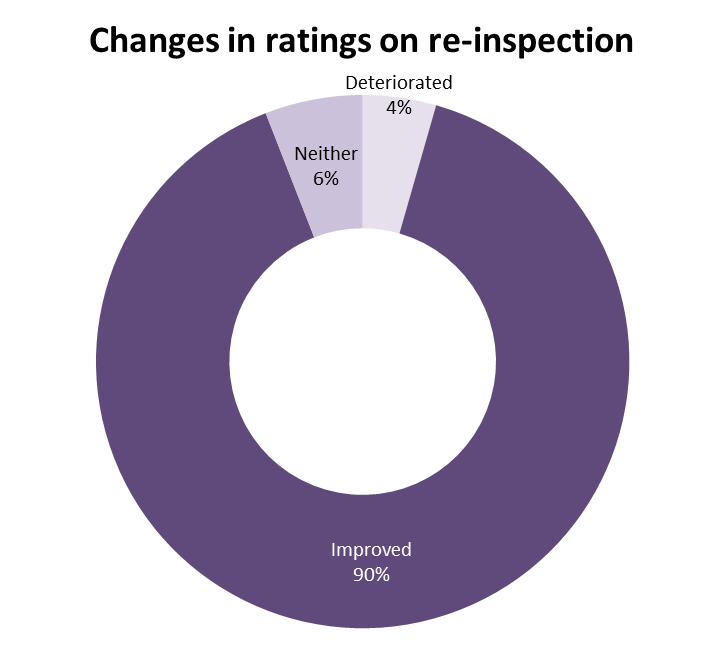 Changes in ratings on re-inspection
Deteriorated
4%
Neither
6%
Improved
90%